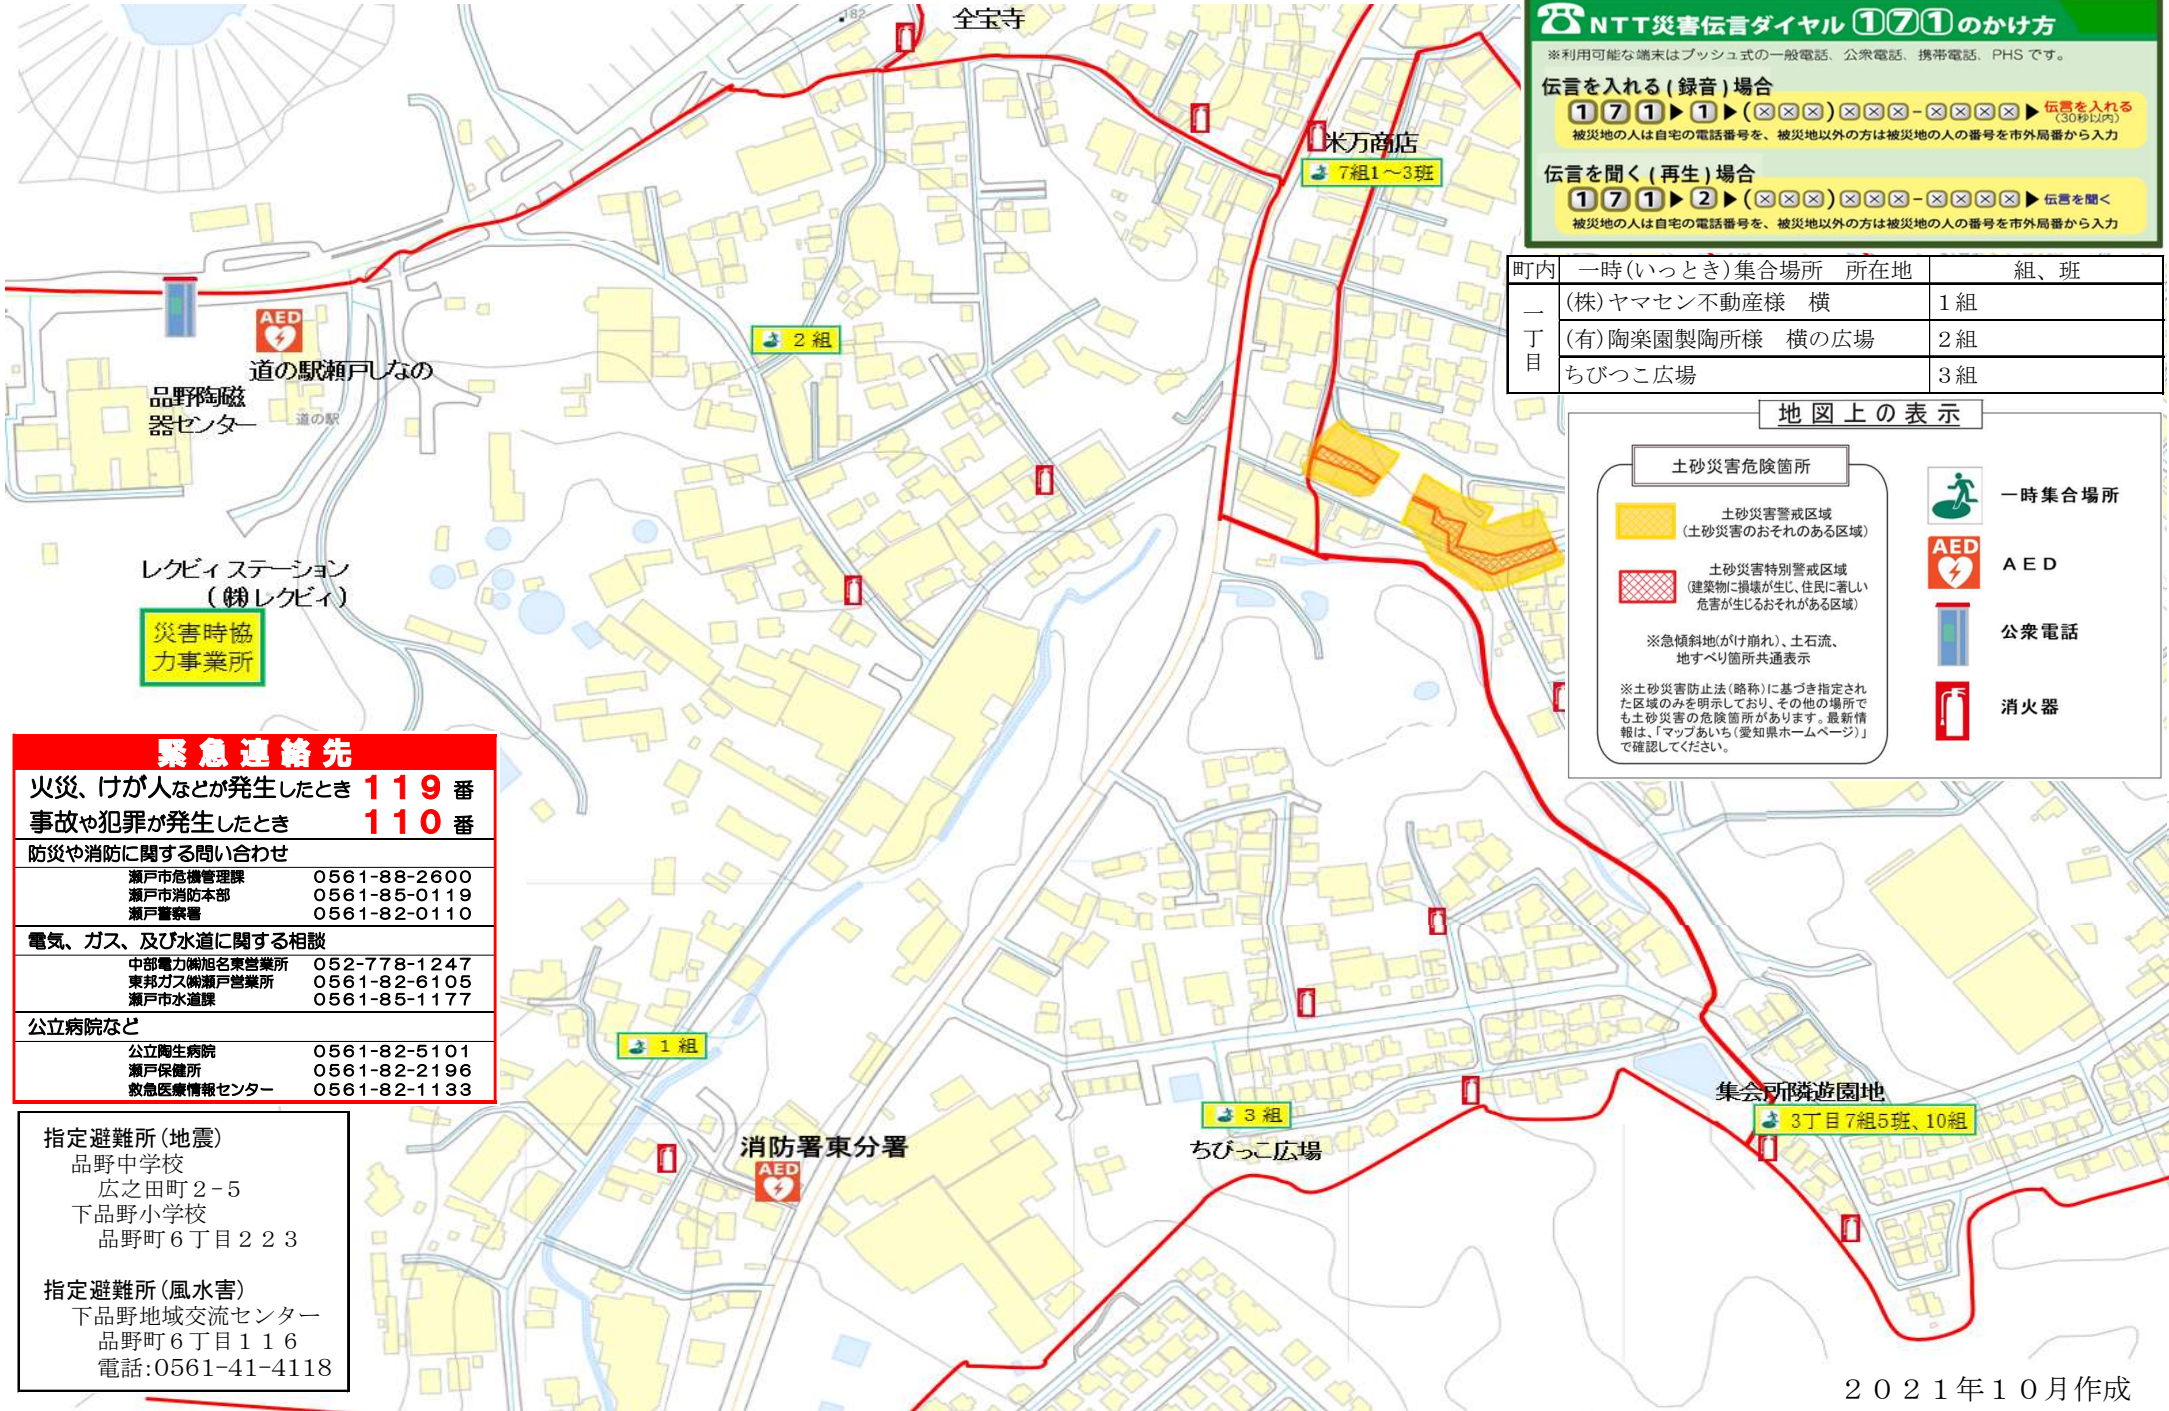 182
全宝寺
米万商店
7組1～3班
2組
道の駅瀬戸しなの
道の駅
品野陶磁
器センター
レクビィステーション
(㈱レクビィ)
災害時協
力事業所
NTT災害伝言ダイヤル171のかけ方
※利用可能な端末はプッシュ式の一般電話、公衆電話、携帯電話、PHSです。
伝言を入れる(録音)場合
171▶1▶(×××)×××-××××▶伝言を入れる
(30秒以内)
被災地の人は自宅の電話番号を、被災地以外の方は被災地の人の番号を市外局番から入力
伝言を聞く(再生)場合
171▶2▶(×××)×××-××××▶伝言を聞く
被災地の人は自宅の電話番号を、被災地以外の方は被災地の人の番号を市外局番から入力
町内 一時(いっとき)集合場所 所在地 組、班
一丁目
(株)ヤマセン不動産様 横 1組
(有)陶楽園製陶所様 横の広場 2組
ちびつこ広場 3組
地図上の表示
土砂災害危険箇所
土砂災害警戒区域
(土砂災害のおそれのある区域)
土砂災害特別警戒区域
(建築物に損壊が生じ、住民に著しい
危害が生じるおそれがある区域)
※急傾斜地(がけ崩れ)、土石流、
地すべり箇所共通表示
※土砂災害防止法(略称)に基づき指定され
た区域のみを明示しており、その他の場所で
も土砂災害の危険箇所があります。最新情
報は、「マップあいち(愛知県ホームページ)」
で確認してください。
一時集合場所
AED
AED
公衆電話
消火器
AED
緊急連絡先
火災、けが人などが発生したとき 119番
事故や犯罪が発生したとき 110番
防災や消防に関する問い合わせ
瀬戸市危機管理課 0561-88-2600
瀬戸市消防本部 0561-85-0119
瀬戸警察署 0561-82-0110
電気、ガス、及び水道に関する相談
中部電力㈱旭名東営業所 052-778-1247
東邦ガス㈱瀬戸営業所 0561-82-6105
瀬戸市水道課 0561-85-1177
公立病院など
公立陶生病院 0561-82-5101
瀬戸保健所 0561-82-2196
救急医療情報センター 0561-82-1133
指定避難所(地震)
品野中学校
広之田町2-5
下品野小学校
品野町6丁目223
指定避難所(風水害)
下品野地域交流センター
品野町6丁目116
電話:0561-41-4118
1組
消防署東分署
AED
3組
ちびっこ広場
集会所隣遊園地
3丁目7組5班、10組
2021年10月作成